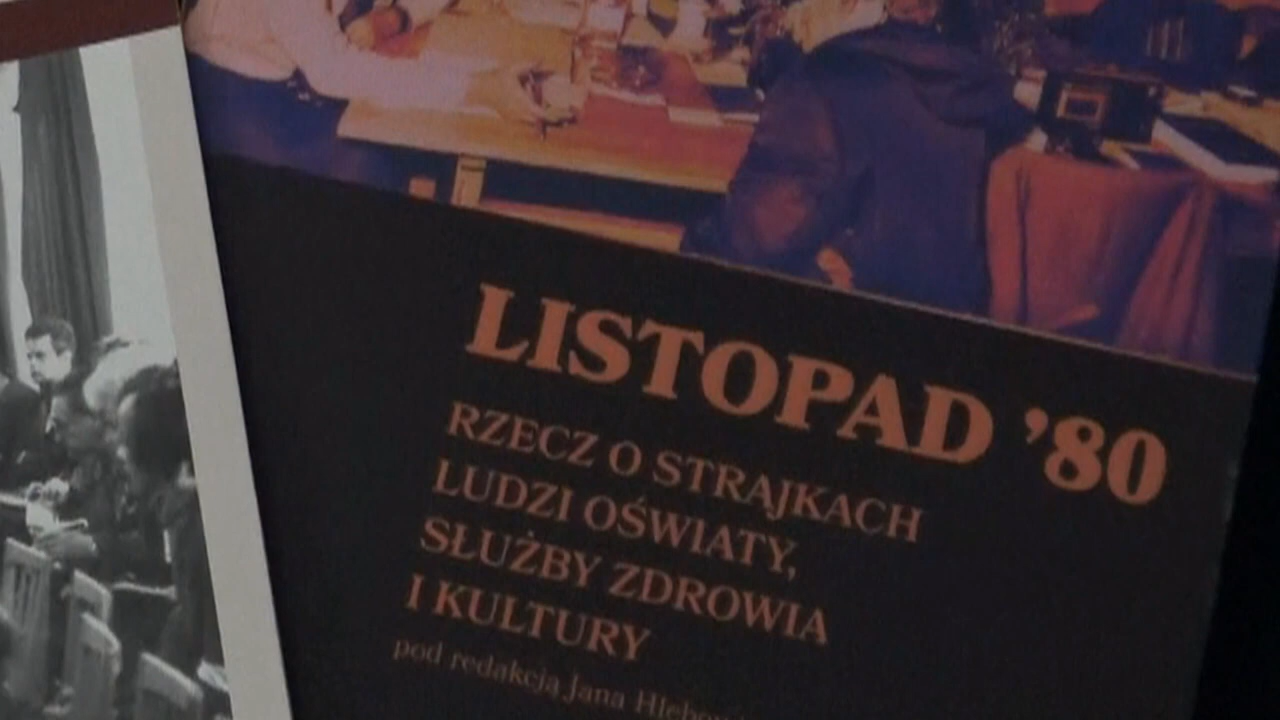 LISTOPAD ’80
RZECZ O STRAJKACH
LUDZI OŚWIATY,
SŁUŻBY ZDROWIA
I KULTURY
pod redakcją Jana